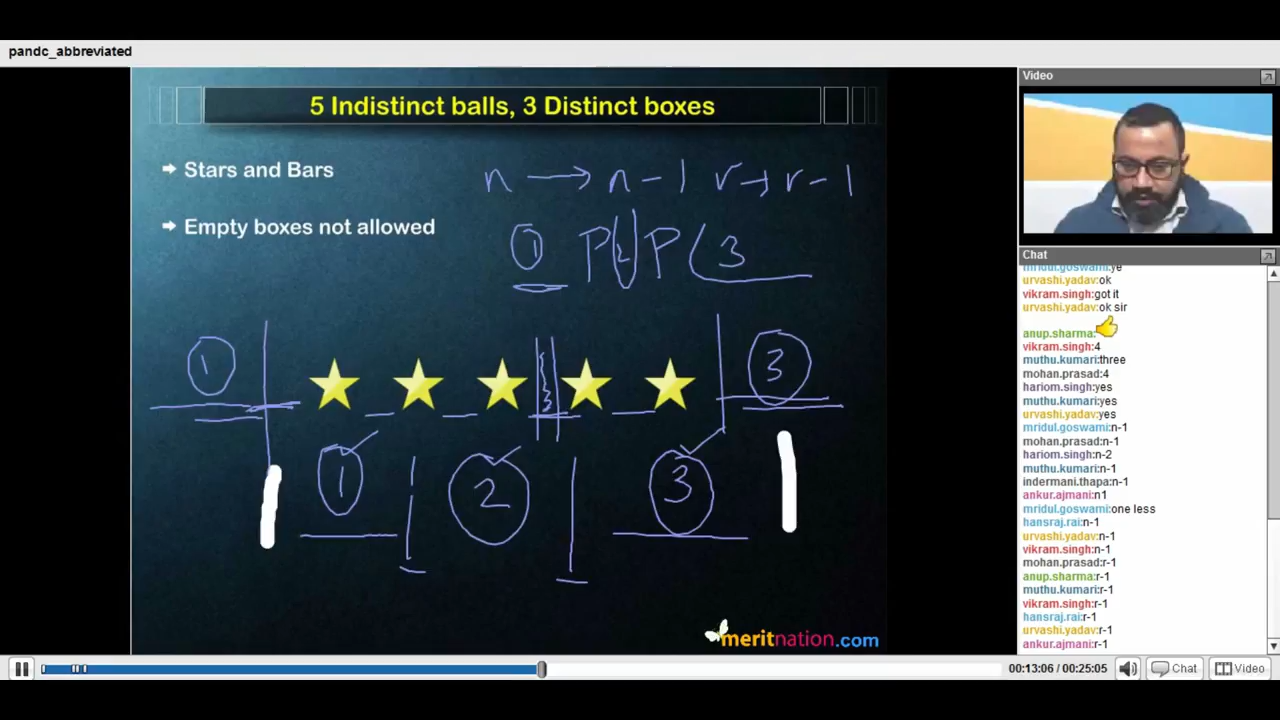 pandc_abbreviated
5 Indistinct balls, 3 Distinct boxes
Stars and Bars
n → n-1 r → r-1
Empty boxes not allowed
1 P 2 P 3
1
3
1 2 3
meritnation.com
Video
Chat
mridul.goswami:ye
urvashi.yadav:ok
vikram.singh:got it
urvashi.yadav:ok sir
anup.sharma:
vikram.singh:4
muthu.kumari:three
mohan.prasad:4
hariom.singh:yes
muthu.kumari:yes
urvashi.yadav:yes
mridul.goswami:n-1
mohan.prasad:n-1
hariom.singh:n-2
muthu.kumari:n-1
indermani.thapa:n-1
ankur.ajmani:n1
mridul.goswami:one less
hansraj.rai:n-1
urvashi.yadav:n-1
vikram.singh:n-1
mohan.prasad:r-1
anup.sharma:r-1
muthu.kumari:r-1
vikram.singh:r-1
hansraj.rai:r-1
urvashi.yadav:r-1
ankur.ajmani:r-1
00:13:06 / 00:25:05
Chat
Video